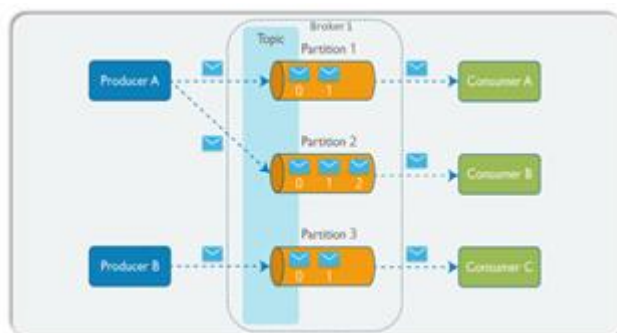 Broker 1
Topic
Partition 1
Producer A
0 1
Consumer A
Partition 2
0 1 2
Consumer B
Partition 3
Producer B
0 1
Consumer C